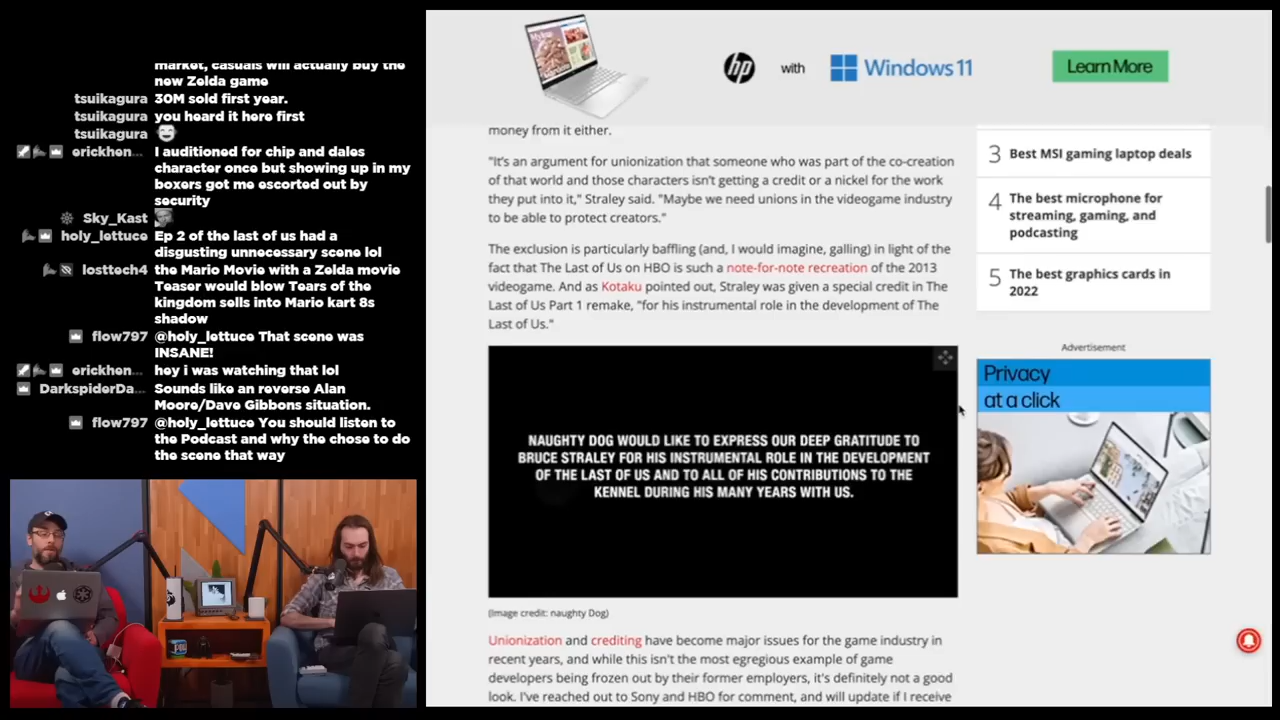 market, casuals will actually buy the
new Zelda game
tsuikagura 30M sold first year.
tsuikagura you heard it here first
tsuikagura
erickhen... I auditioned for chip and dales
character once but showing up in my
boxers got me escorted out by
security
Sky_Kast
holy_lettuce Ep 2 of the last of us had a
disgusting unnecessary scene lol
losttech4 the Mario Movie with a Zelda movie
Teaser would blow Tears of the
kingdom sells into Mario kart 8s
shadow
flow797 @holy_lettuce That scene was
INSANE!
erickhen... hey i was watching that lol
DarkspiderDa... Sounds like an reverse Alan
Moore/Dave Gibbons situation.
flow797 @holy_lettuce You should listen to
the Podcast and why the chose to do
the scene that way
hp with Windows 11 Learn More
money from it either.
"It's an argument for unionization that someone who was part of the co-creation
of that world and those characters isn't getting a credit or a nickel for the work
they put into it," Straley said. "Maybe we need unions in the videogame industry
to be able to protect creators."
The exclusion is particularly baffling (and, I would imagine, galling) in light of the
fact that The Last of Us on HBO is such a note-for-note recreation of the 2013
videogame. And as Kotaku pointed out, Straley was given a special credit in The
Last of Us Part 1 remake, "for his instrumental role in the development of The
Last of Us."
NAUGHTY DOG WOULD LIKE TO EXPRESS OUR DEEP GRATITUDE TO
BRUCE STRALEY FOR HIS INSTRUMENTAL ROLE IN THE DEVELOPMENT
OF THE LAST OF US AND TO ALL OF HIS CONTRIBUTIONS TO THE
KENNEL DURING HIS MANY YEARS WITH US.
(Image credit: naughty Dog)
Unionization and crediting have become major issues for the game industry in
recent years, and while this isn't the most egregious example of game
developers being frozen out by their former employers, it's definitely not a good
look. I've reached out to Sony and HBO for comment, and will update if I receive
3 Best MSI gaming laptop deals
4 The best microphone for
streaming, gaming, and
podcasting
5 The best graphics cards in
2022
Advertisement
Privacy
at a click